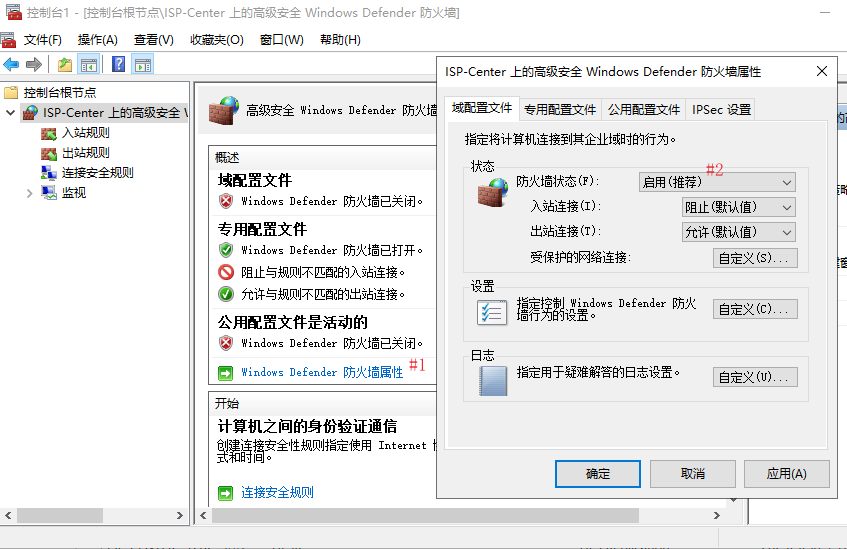 控制台1 - [控制台根节点\ISP-Center 上的高级安全 Windows Defender 防火墙]
文件(F) 操作(A) 查看(V) 收藏夹(O) 窗口(W) 帮助(H)
控制台根节点
ISP-Center 上的高级安全
入站规则
出站规则
连接安全规则
监视
高级安全 Windows Defender 防火墙
概述
域配置文件
Windows Defender 防火墙已关闭。
专用配置文件
Windows Defender 防火墙已打开。
阻止与规则不匹配的入站连接。
允许与规则不匹配的出站连接。
公用配置文件是活动的
Windows Defender 防火墙已关闭。
Windows Defender 防火墙属性 #1
开始
计算机之间的身份验证通信
创建连接安全性规则指定使用 Internet
式和时间。
连接安全规则
ISP-Center 上的高级安全 Windows Defender 防火墙属性
域配置文件 专用配置文件 公用配置文件 IPSec 设置
指定将计算机连接到其企业域时的行为。
状态
#2
防火墙状态(F): 启用(推荐)
入站连接(I): 阻止(默认值)
出站连接(T): 允许(默认值)
受保护的网络连接: 自定义(S)...
设置
指定控制 Windows Defender 防火
墙行为的设置。
自定义(C)...
日志
指定用于疑难解答的日志设置。 自定义(U)...
确定 取消 应用(A)